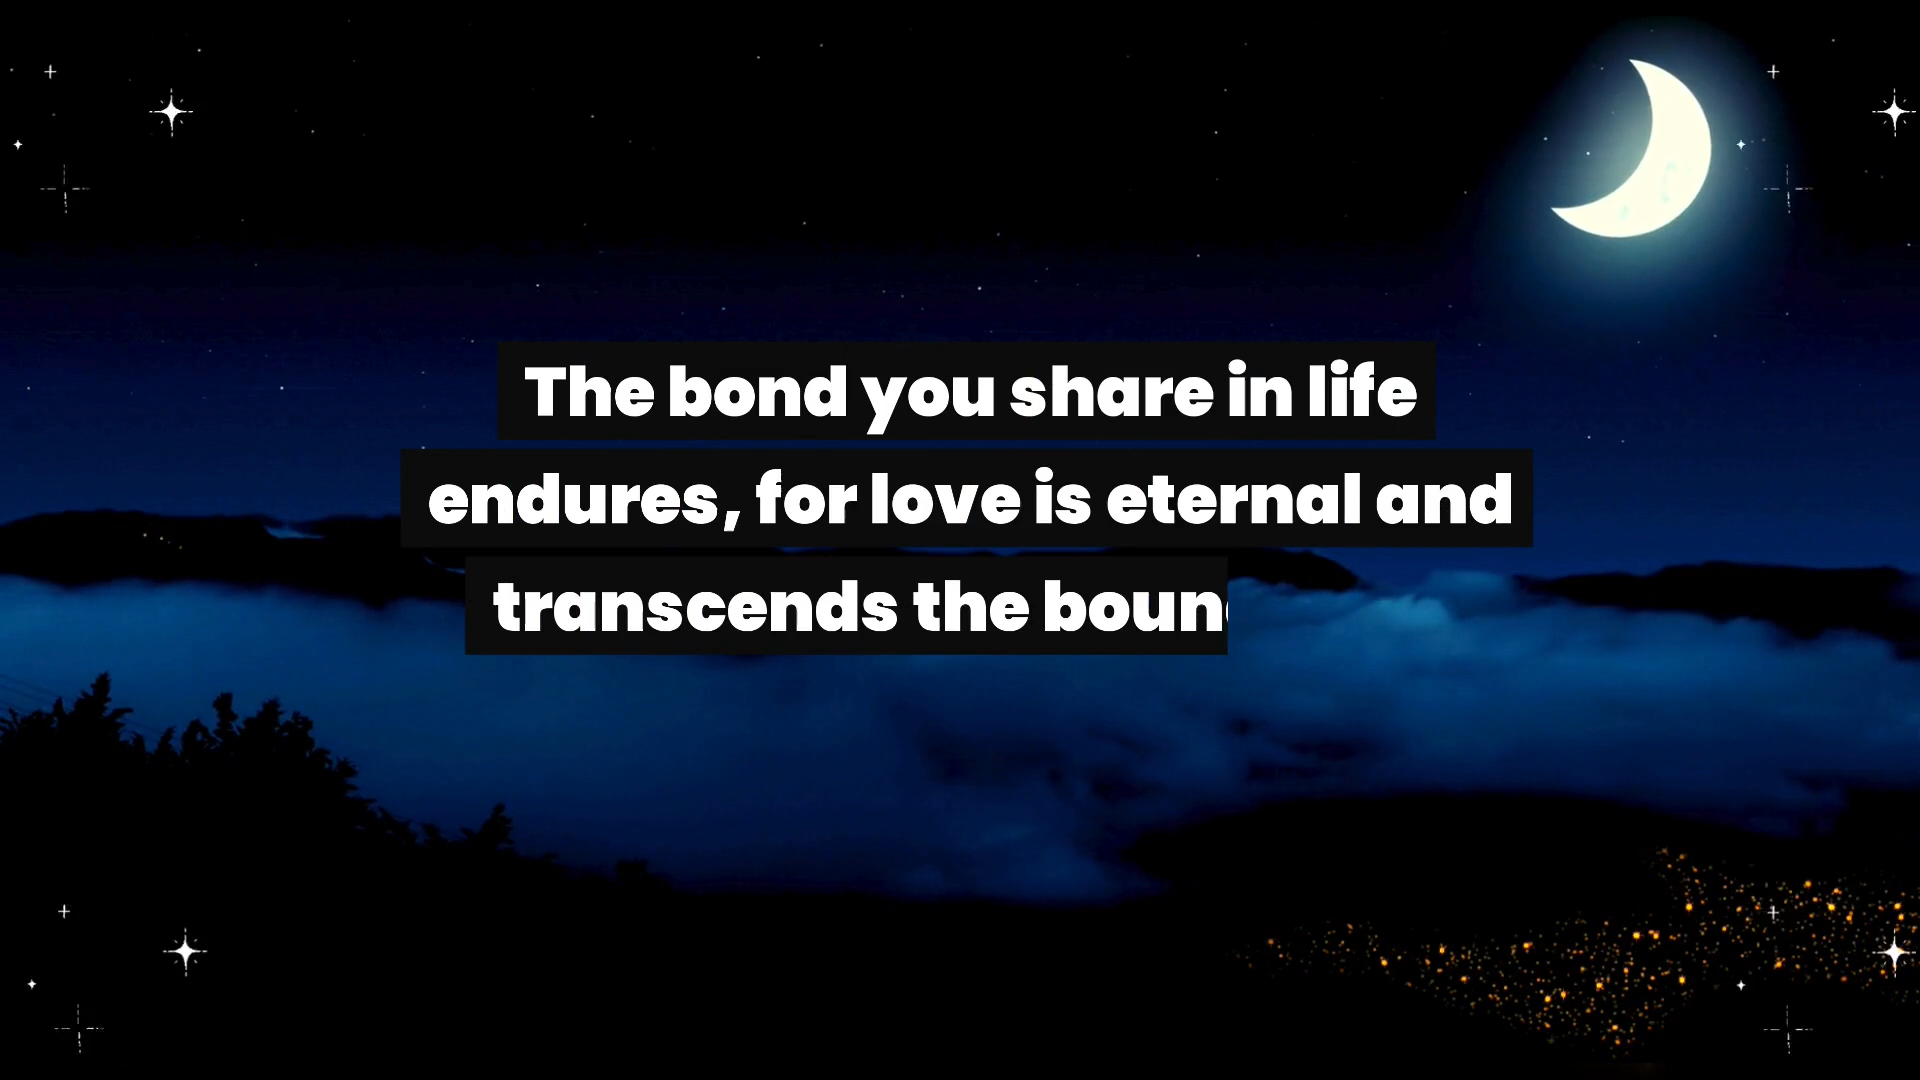 The bond you share in life
endures, for love is eternal and
transcends the boun